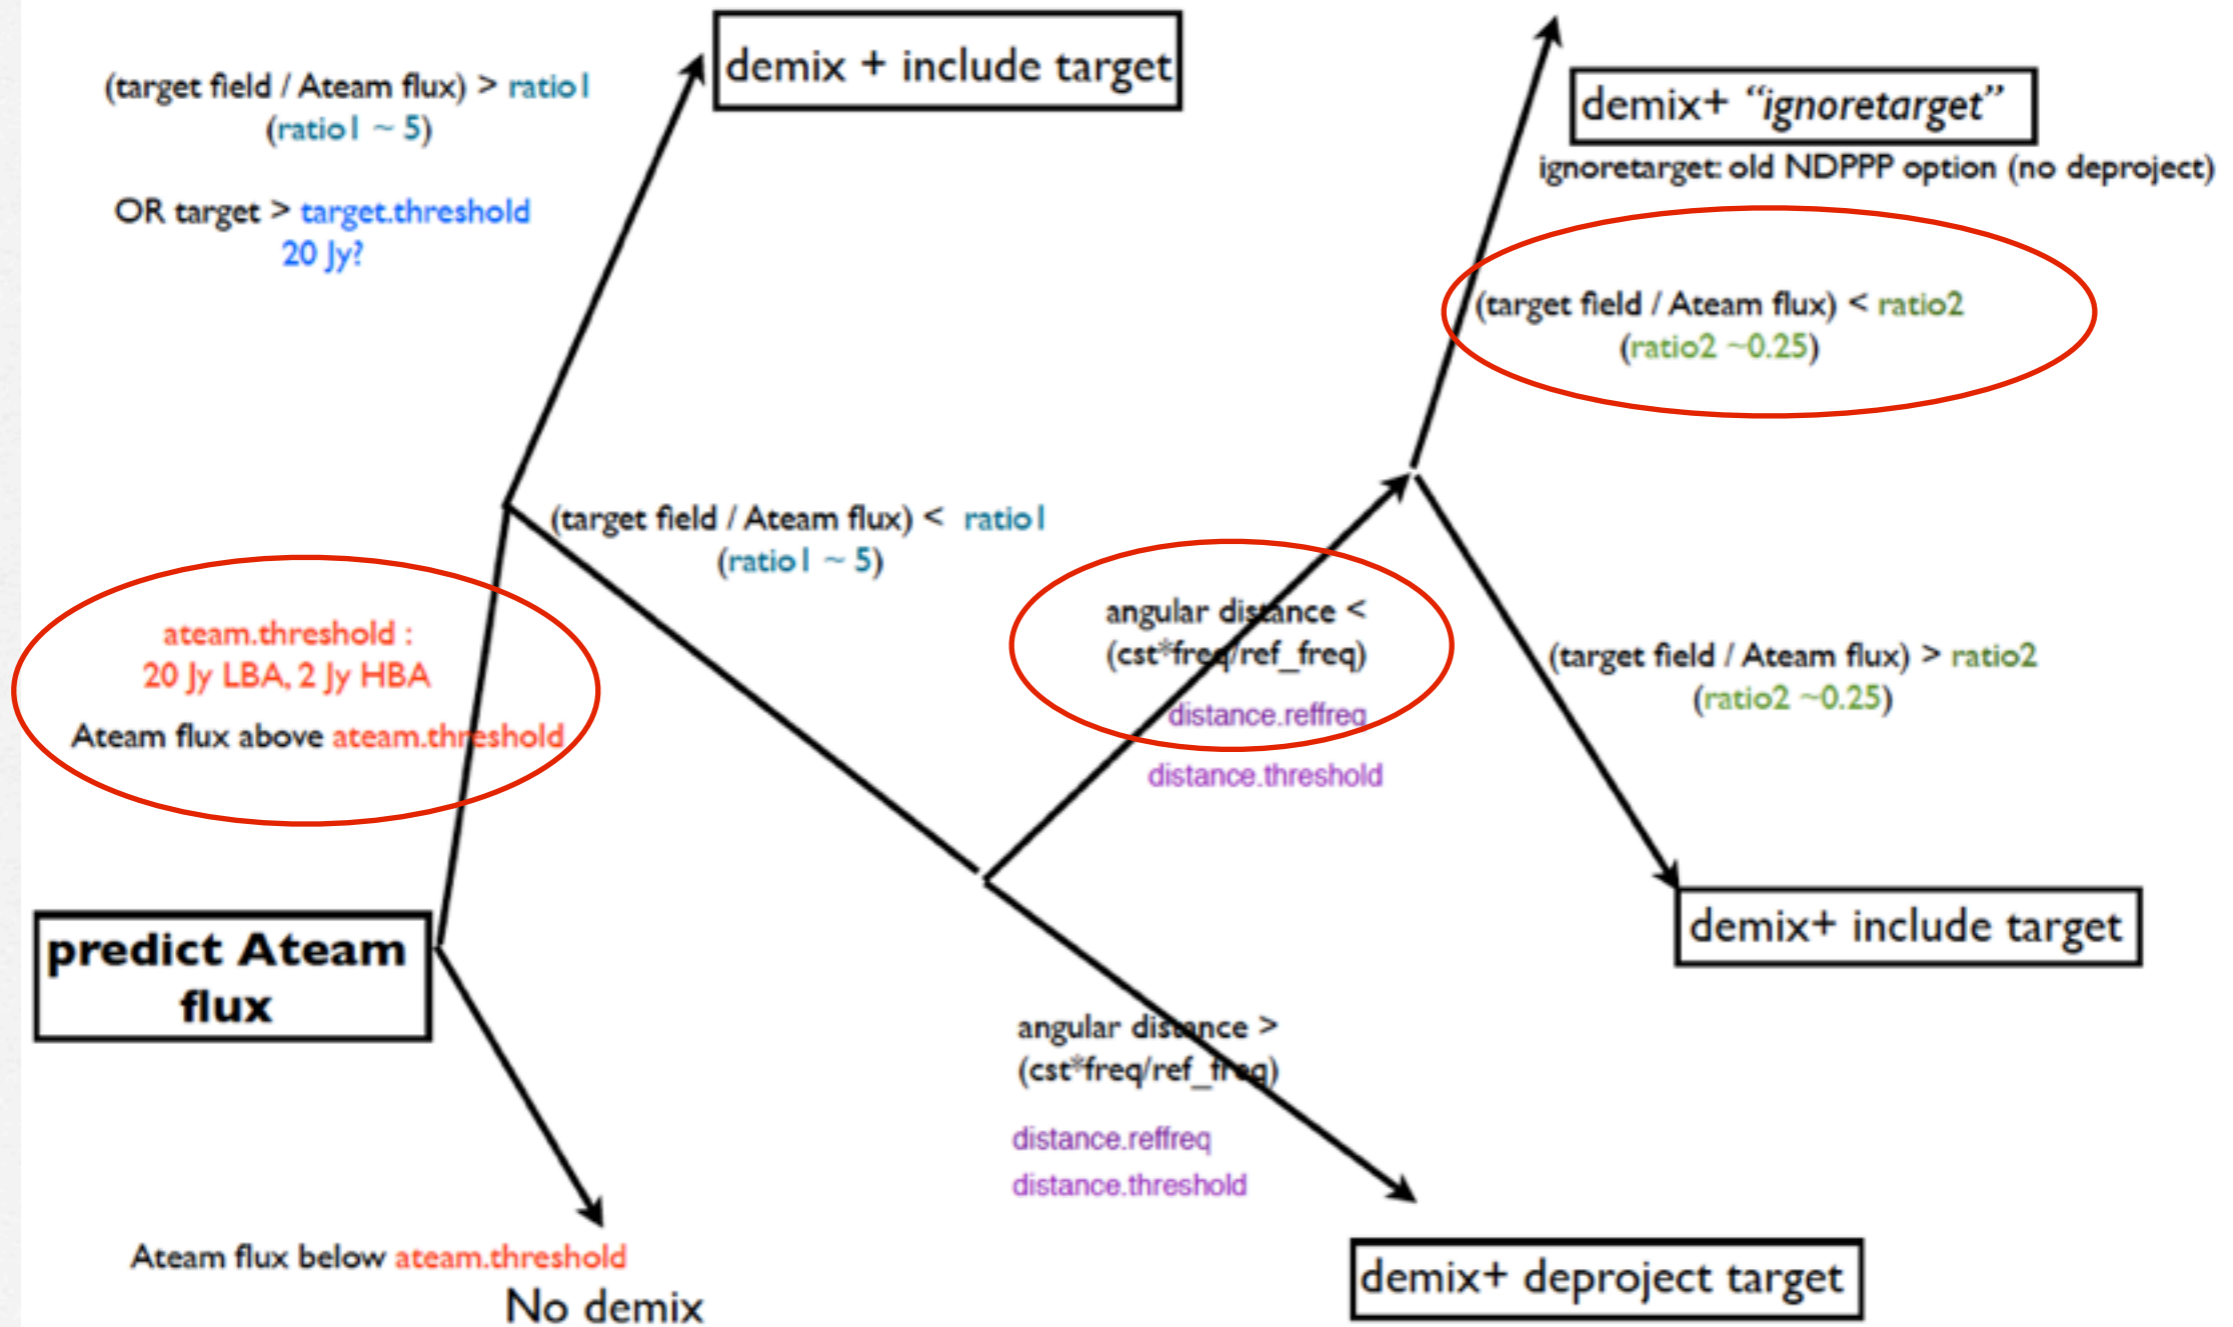 demix + include target
(target field / Ateam flux) > ratio1
(ratio1 ~ 5)
OR target > target.threshold
20 Jy?
demix+ “ignoretarget”
ignoretarget: old NDPPP option (no deproject)
(target field / Ateam flux) < ratio2
(ratio2 ~0.25)
(target field / Ateam flux) < ratio1
(ratio1 ~ 5)
ateam.threshold :
20 Jy LBA, 2 Jy HBA
Ateam flux above ateam.threshold
angular distance <
(cst*freq/ref_freq)
distance.reffreq
distance.threshold
(target field / Ateam flux) > ratio2
(ratio2 ~0.25)
demix+ include target
predict Ateam
flux
angular distance >
(cst*freq/ref_freq)
distance.reffreq
distance.threshold
Ateam flux below ateam.threshold
No demix
demix+ deproject target